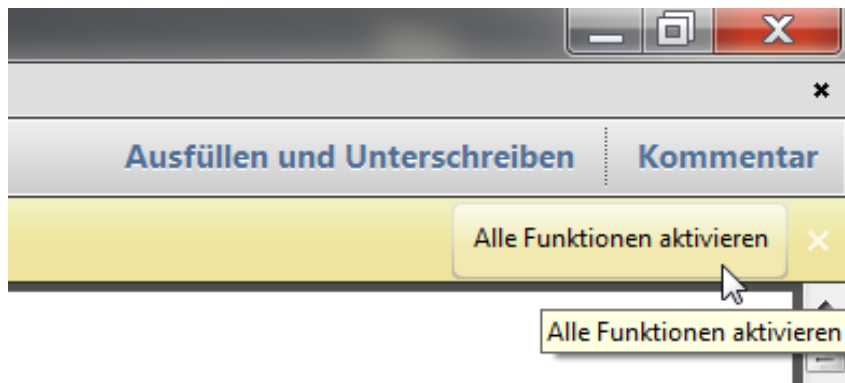 Ausfüllen und Unterschreiben Kommentar
Alle Funktionen aktivieren
Alle Funktionen aktivieren